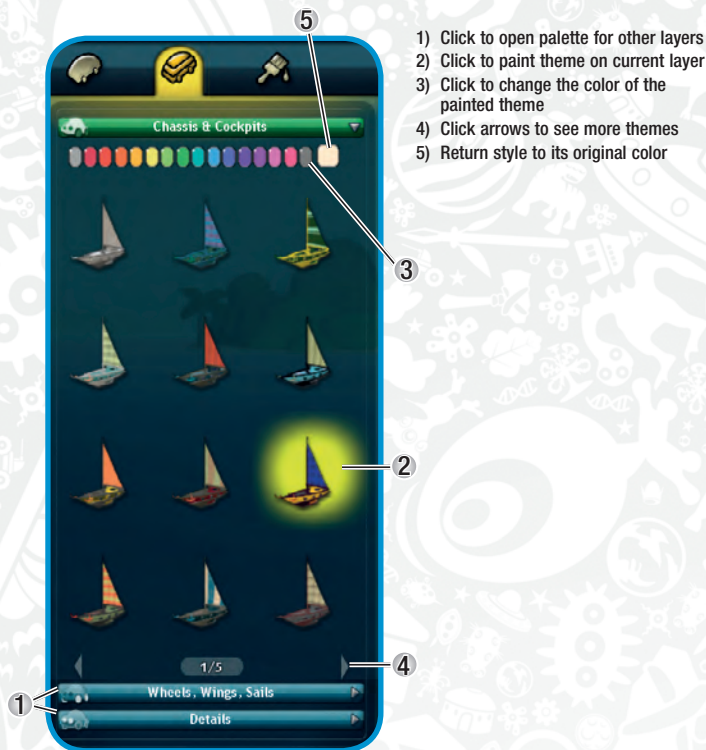 5
1) Click to open palette for other layers
2) Click to paint theme on current layer
3) Click to change the color of the
painted theme
4) Click arrows to see more themes
5) Return style to its original color
Chassis & Cockpits
3
2
1/5
4
1
Wheels, Wings, Sails
Details